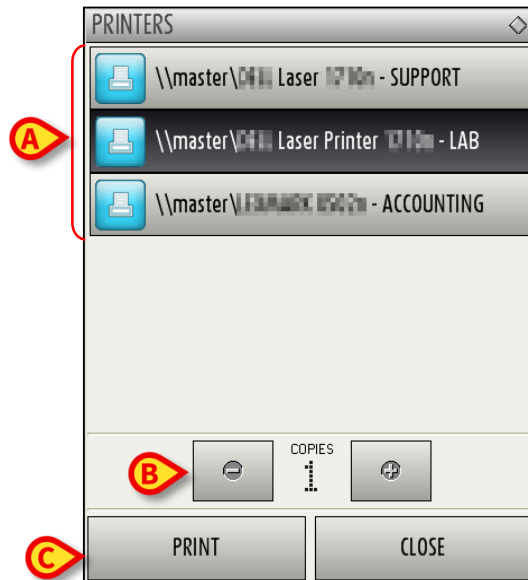 PRINTERS
\\master\ Laser - SUPPORT
A
\\master\ Laser Printer - LAB
\\master\ - ACCOUNTING
COPIES
B
1
C
PRINT
CLOSE